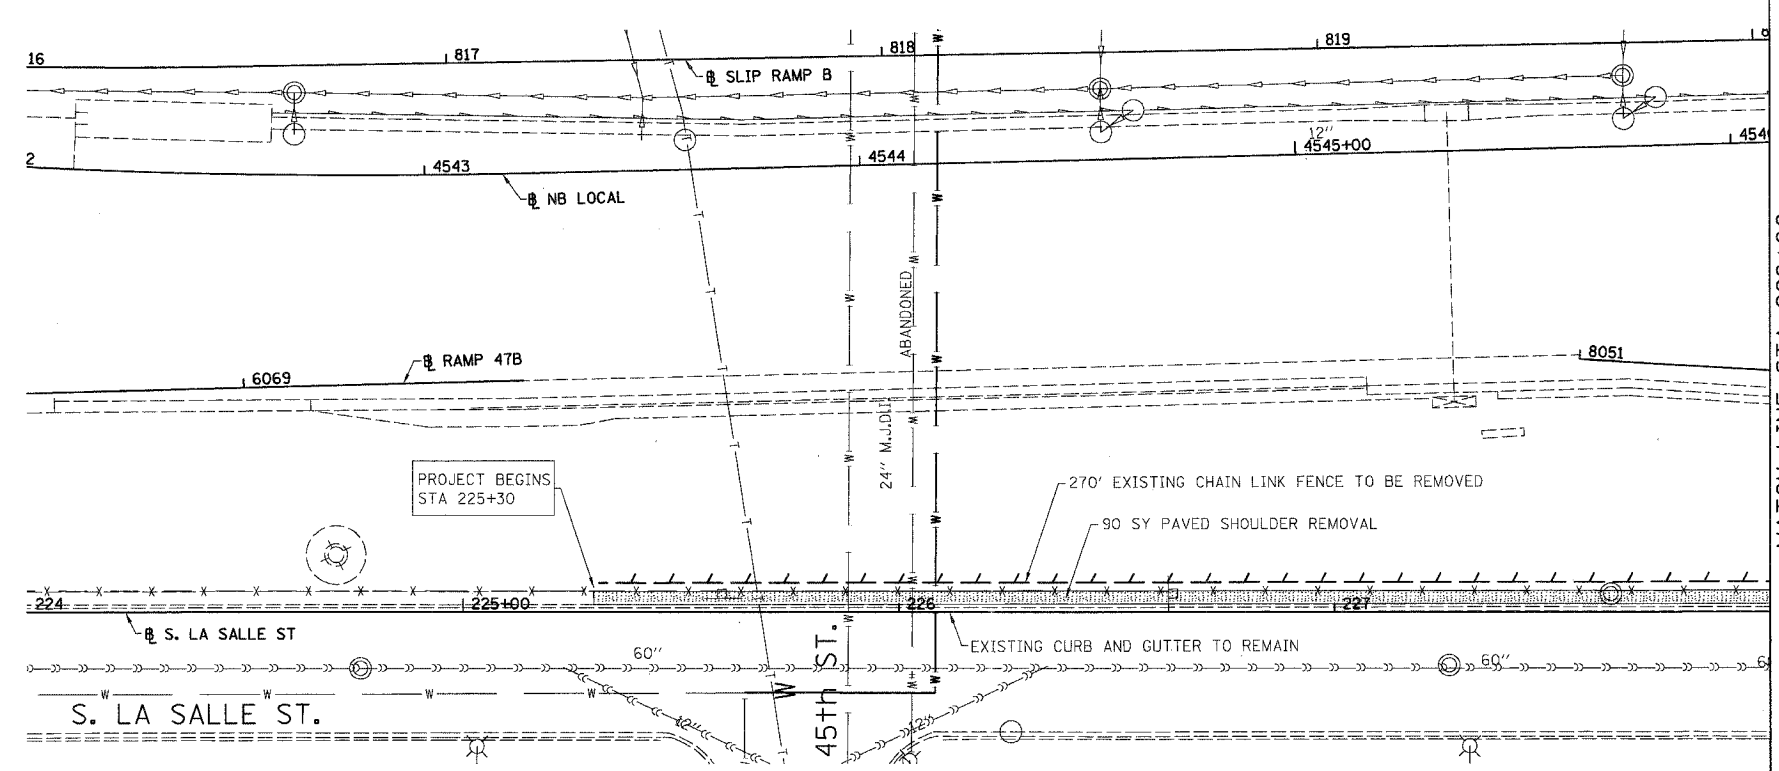 16
817
818
819
℄ SLIP RAMP B
12"
2
4543
4544
4545+00
℄ NB LOCAL
ABANDONED
℄ RAMP 47B
6069
8051
24" M.J.D.I.
PROJECT BEGINS
STA 225+30
270' EXISTING CHAIN LINK FENCE TO BE REMOVED
90 SY PAVED SHOULDER REMOVAL
224
225+00
226
227
℄ S. LA SALLE ST
EXISTING CURB AND GUTTER TO REMAIN
60"
60"
S. LA SALLE ST.
12"
12"
W
45th ST.